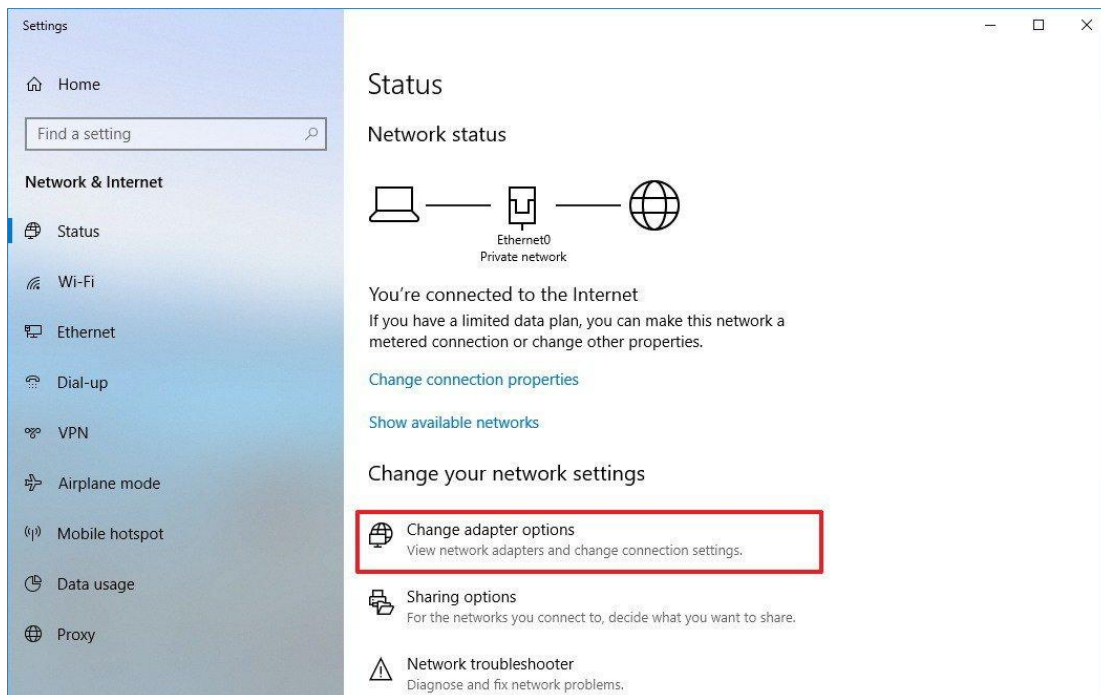 Settings
Home
Find a setting
Network & Internet
Status
Wi-Fi
Ethernet
Dial-up
VPN
Airplane mode
Mobile hotspot
Data usage
Proxy
Status
Network status
Ethernet0
Private network
You're connected to the Internet
If you have a limited data plan, you can make this network a
metered connection or change other properties.
Change connection properties
Show available networks
Change your network settings
Change adapter options
View network adapters and change connection settings.
Sharing options
For the networks you connect to, decide what you want to share.
Network troubleshooter
Diagnose and fix network problems.